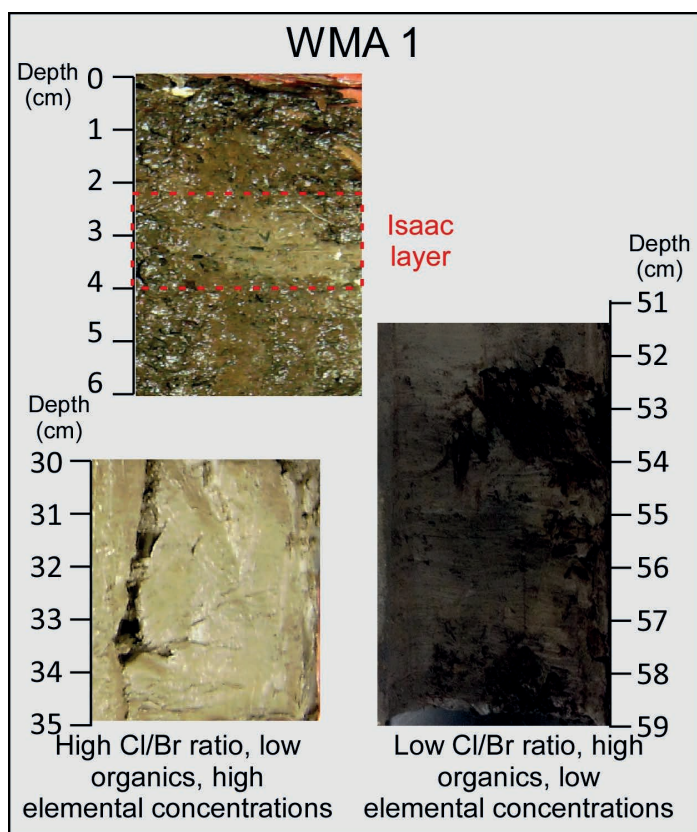 WMA 1
Depth
(cm)
0
1
2
3
4
5
6
Isaac
layer
Depth
(cm)
30
31
32
33
34
35
High Cl/Br ratio, low
organics, high
elemental concentrations
Depth
(cm)
51
52
53
54
55
56
57
58
59
Low Cl/Br ratio, high
organics, low
elemental concentrations